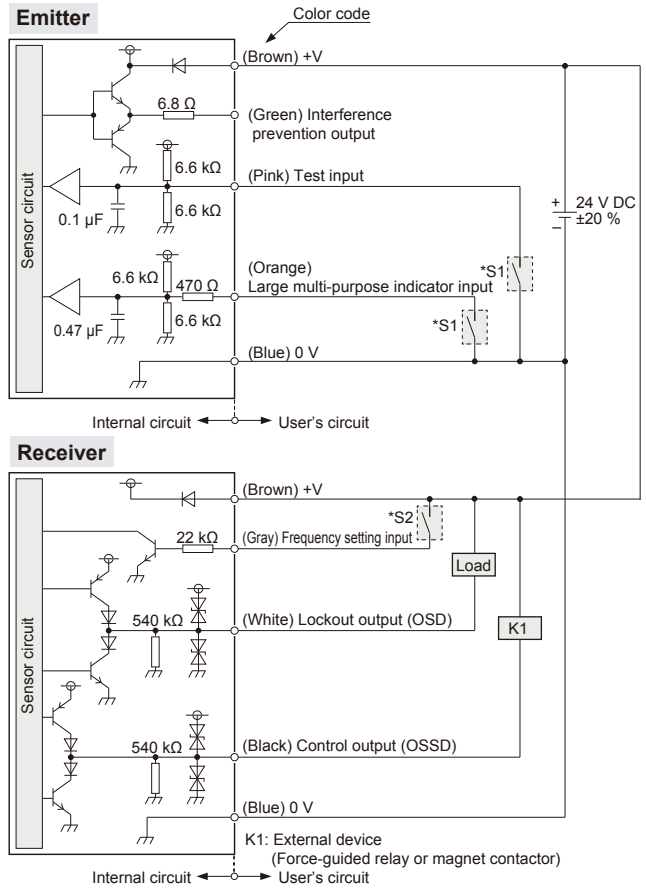 Emitter
Color code
(Brown) +V
6.8 Ω
(Green) Interference
prevention output
6.6 kΩ
(Pink) Test input
0.1 µF
6.6 kΩ
24 V DC
±20 %
+
−
Sensor circuit
*S1
(Orange)
Large multi-purpose indicator input
6.6 kΩ
470 Ω
*S1
0.47 µF
6.6 kΩ
(Blue) 0 V
Internal circuit
User's circuit
Receiver
(Brown) +V
*S2
22 kΩ
(Gray) Frequency setting input
Load
540 kΩ
(White) Lockout output (OSD)
K1
Sensor circuit
540 kΩ
(Black) Control output (OSSD)
(Blue) 0 V
K1: External device
(Force-guided relay or magnet contactor)
Internal circuit
User's circuit